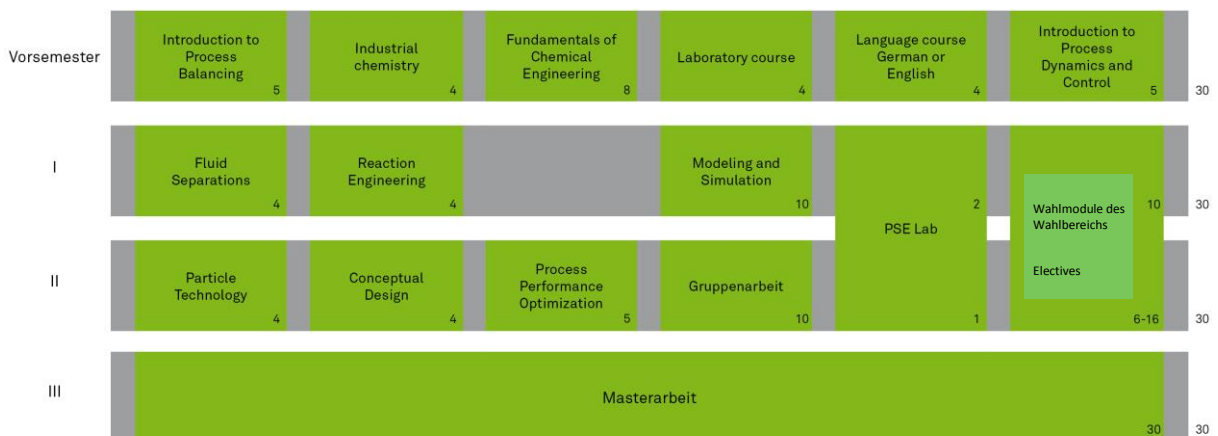 Vorsemester
Introduction to
Process
Balancing
5
Industrial
chemistry
4
Fundamentals of
Chemical
Engineering
8
Laboratory course
4
Language course
German or
English
4
Introduction to
Process
Dynamics and
Control
5
30
I
Fluid
Separations
4
Reaction
Engineering
4
Modeling and
Simulation
10
2
10
30
PSE Lab
Wahlmodule des
Wahlbereichs
Electives
II
Particle
Technology
4
Conceptual
Design
4
Process
Performance
Optimization
5
Gruppenarbeit
10
1
6-16
30
III
Masterarbeit
30
30